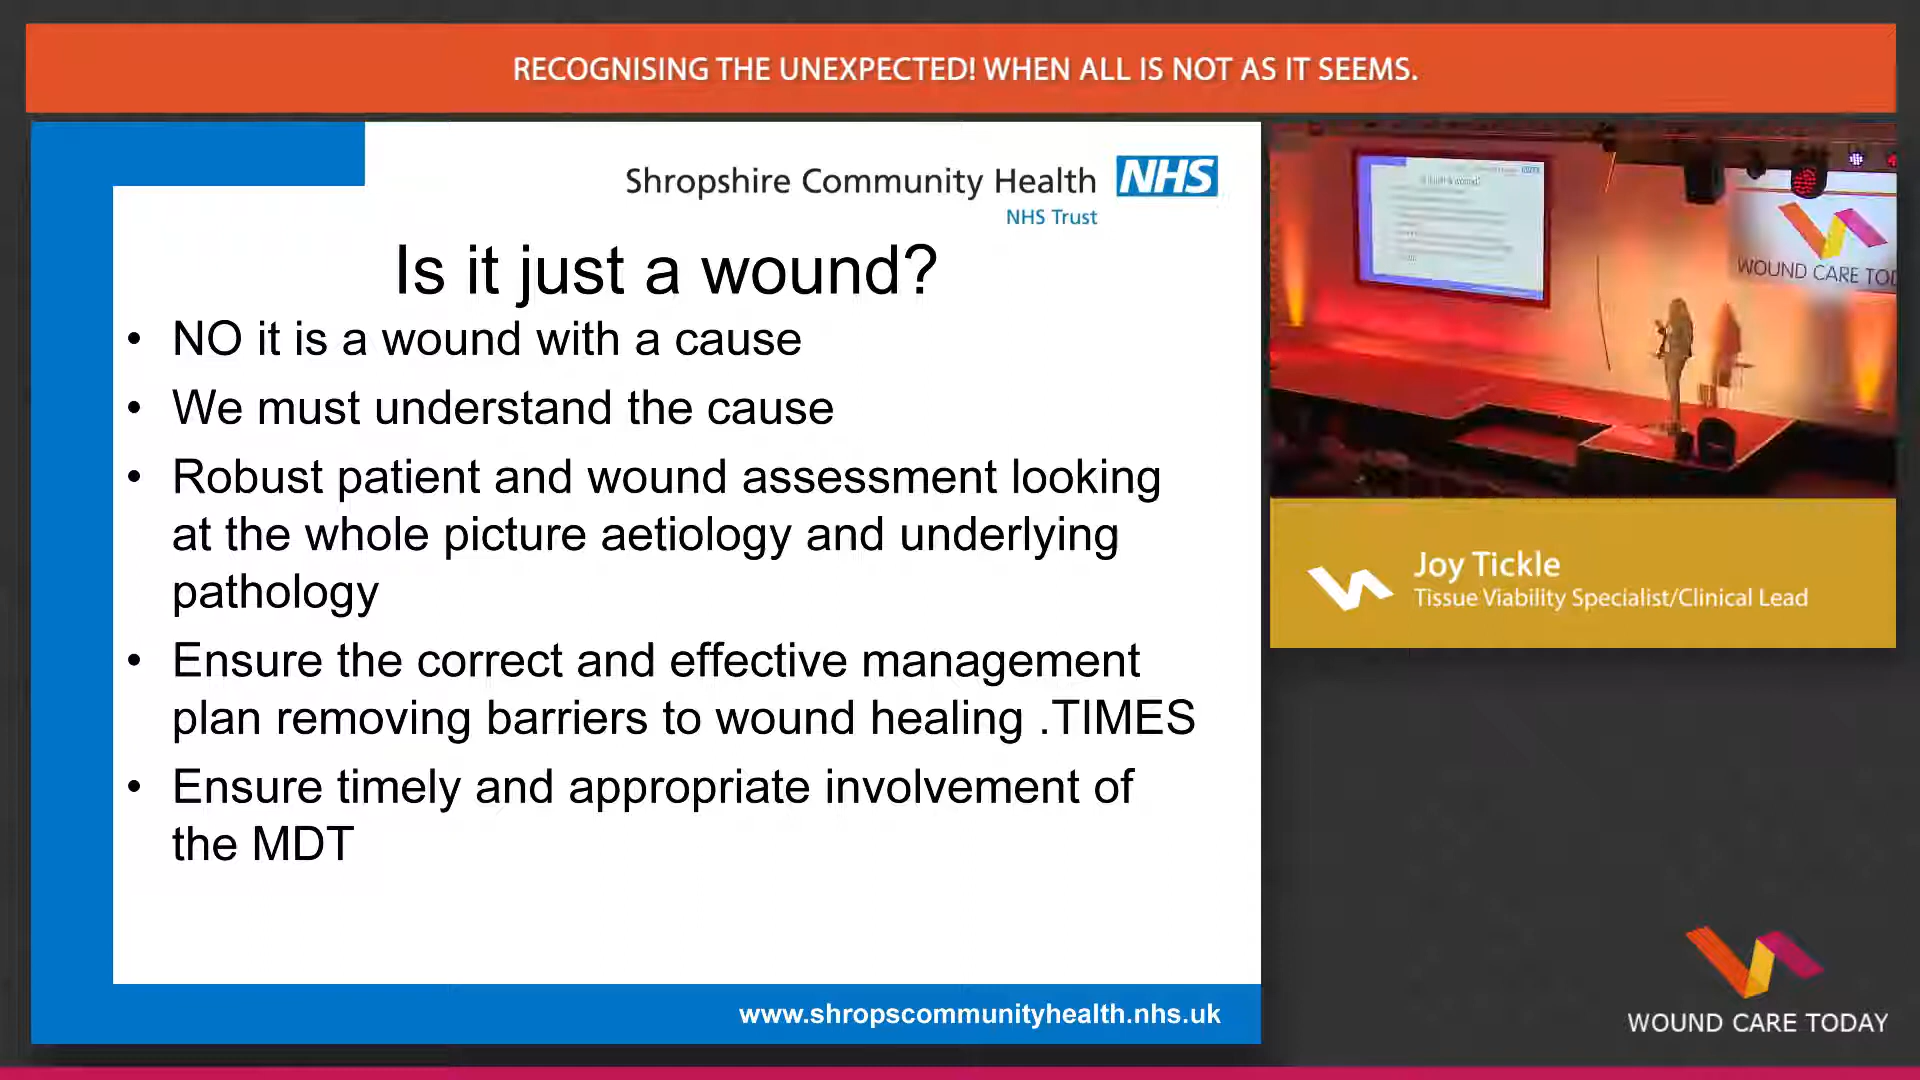 RECOGNISING THE UNEXPECTED! WHEN ALL IS NOT AS IT SEEMS.
Shropshire Community Health NHS
NHS Trust
Is it just a wound?
• NO it is a wound with a cause
• We must understand the cause
• Robust patient and wound assessment looking
at the whole picture aetiology and underlying
pathology
• Ensure the correct and effective management
plan removing barriers to wound healing .TIMES
• Ensure timely and appropriate involvement of
the MDT
www.shropscommunityhealth.nhs.uk
WOUND CARE TO
Joy Tickle
Tissue Viability Specialist/Clinical Lead
WOUND CARE TODAY